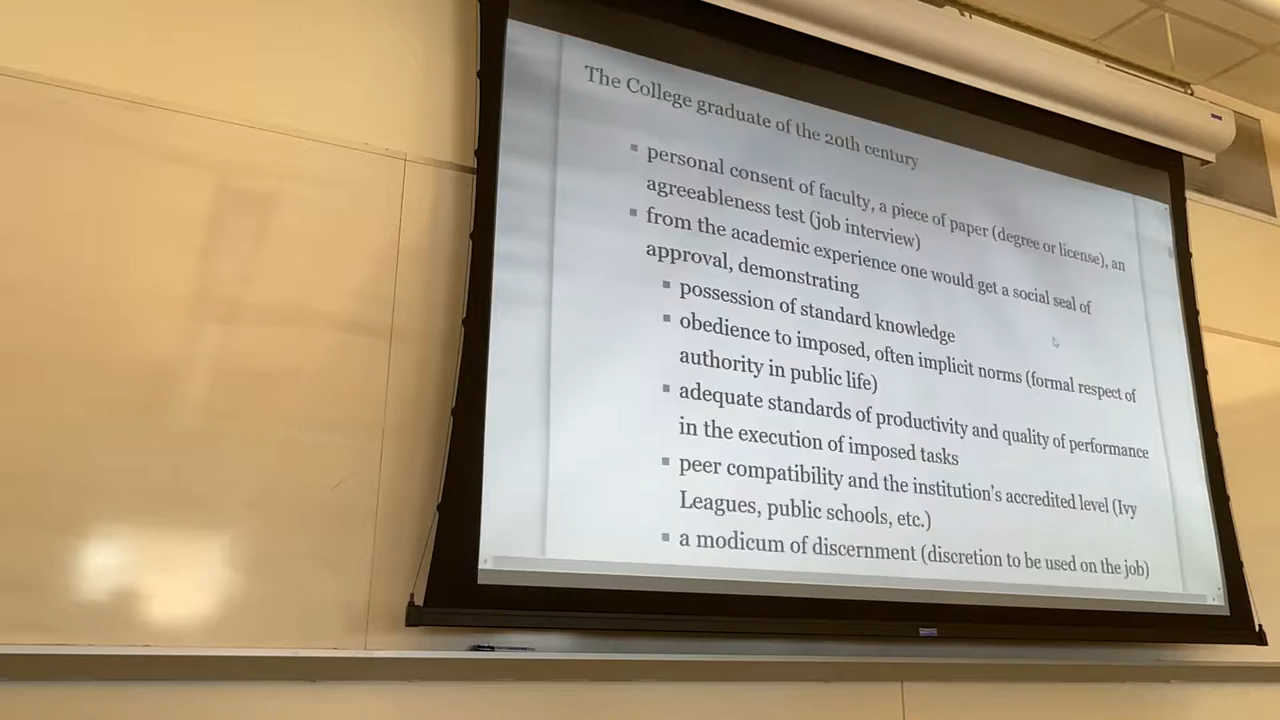 The College graduate of the 20th century
▪ personal consent of faculty, a piece of paper (degree or license), an
agreeableness test (job interview)
▪ from the academic experience one would get a social seal of
approval, demonstrating
▪ possession of standard knowledge
▪ obedience to imposed, often implicit norms (formal respect of
authority in public life)
▪ adequate standards of productivity and quality of performance
in the execution of imposed tasks
▪ peer compatibility and the institution's accredited level (Ivy
Leagues, public schools, etc.)
▪ a modicum of discernment (discretion to be used on the job)